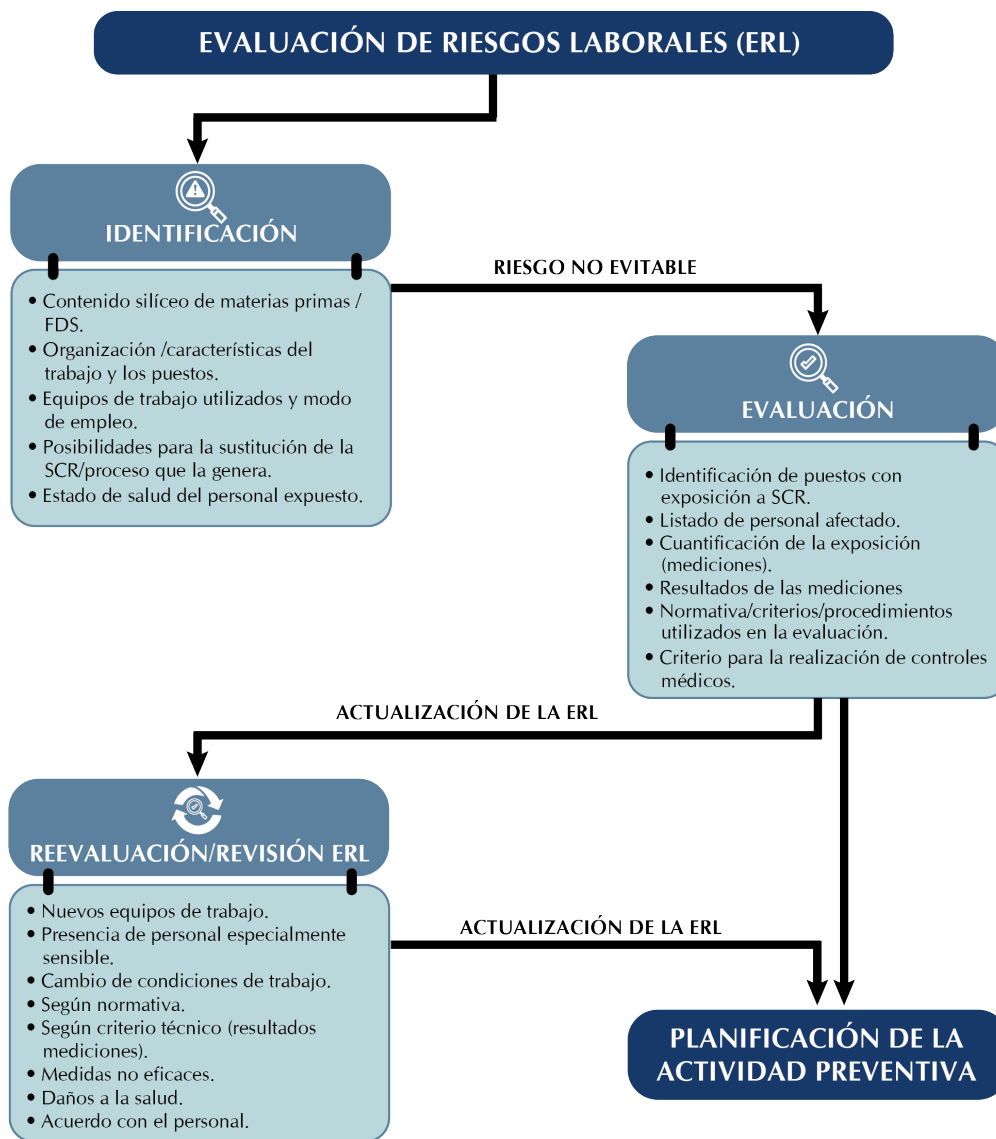 EVALUACIÓN DE RIESGOS LABORALES (ERL)
IDENTIFICACIÓN
• Contenido silíceo de materias primas /
FDS.
• Organización /características del
trabajo y los puestos.
• Equipos de trabajo utilizados y modo
de empleo.
• Posibilidades para la sustitución de la
SCR/proceso que la genera.
• Estado de salud del personal expuesto.
RIESGO NO EVITABLE
EVALUACIÓN
• Identificación de puestos con
exposición a SCR.
• Listado de personal afectado.
• Cuantificación de la exposición
(mediciones).
• Resultados de las mediciones
• Normativa/criterios/procedimientos
utilizados en la evaluación.
• Criterio para la realización de controles
médicos.
ACTUALIZACIÓN DE LA ERL
REEVALUACIÓN/REVISIÓN ERL
• Nuevos equipos de trabajo.
• Presencia de personal especialmente
sensible.
• Cambio de condiciones de trabajo.
• Según normativa.
• Según criterio técnico (resultados
mediciones).
• Medidas no eficaces.
• Daños a la salud.
• Acuerdo con el personal.
ACTUALIZACIÓN DE LA ERL
PLANIFICACIÓN DE LA
ACTIVIDAD PREVENTIVA